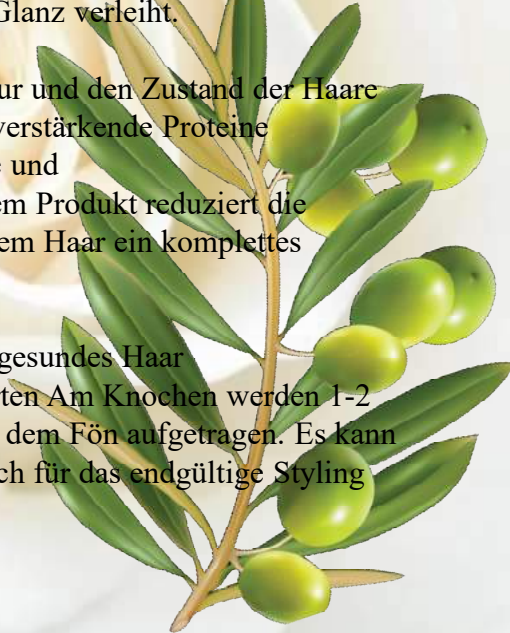 Glanz verleiht.
ur und den Zustand der Haare
verstärkende Proteine
und
em Produkt reduziert die
em Haar ein komplettes
gesundes Haar
ten Am Knochen werden 1-2
dem Fön aufgetragen. Es kann
ch für das endgültige Styling